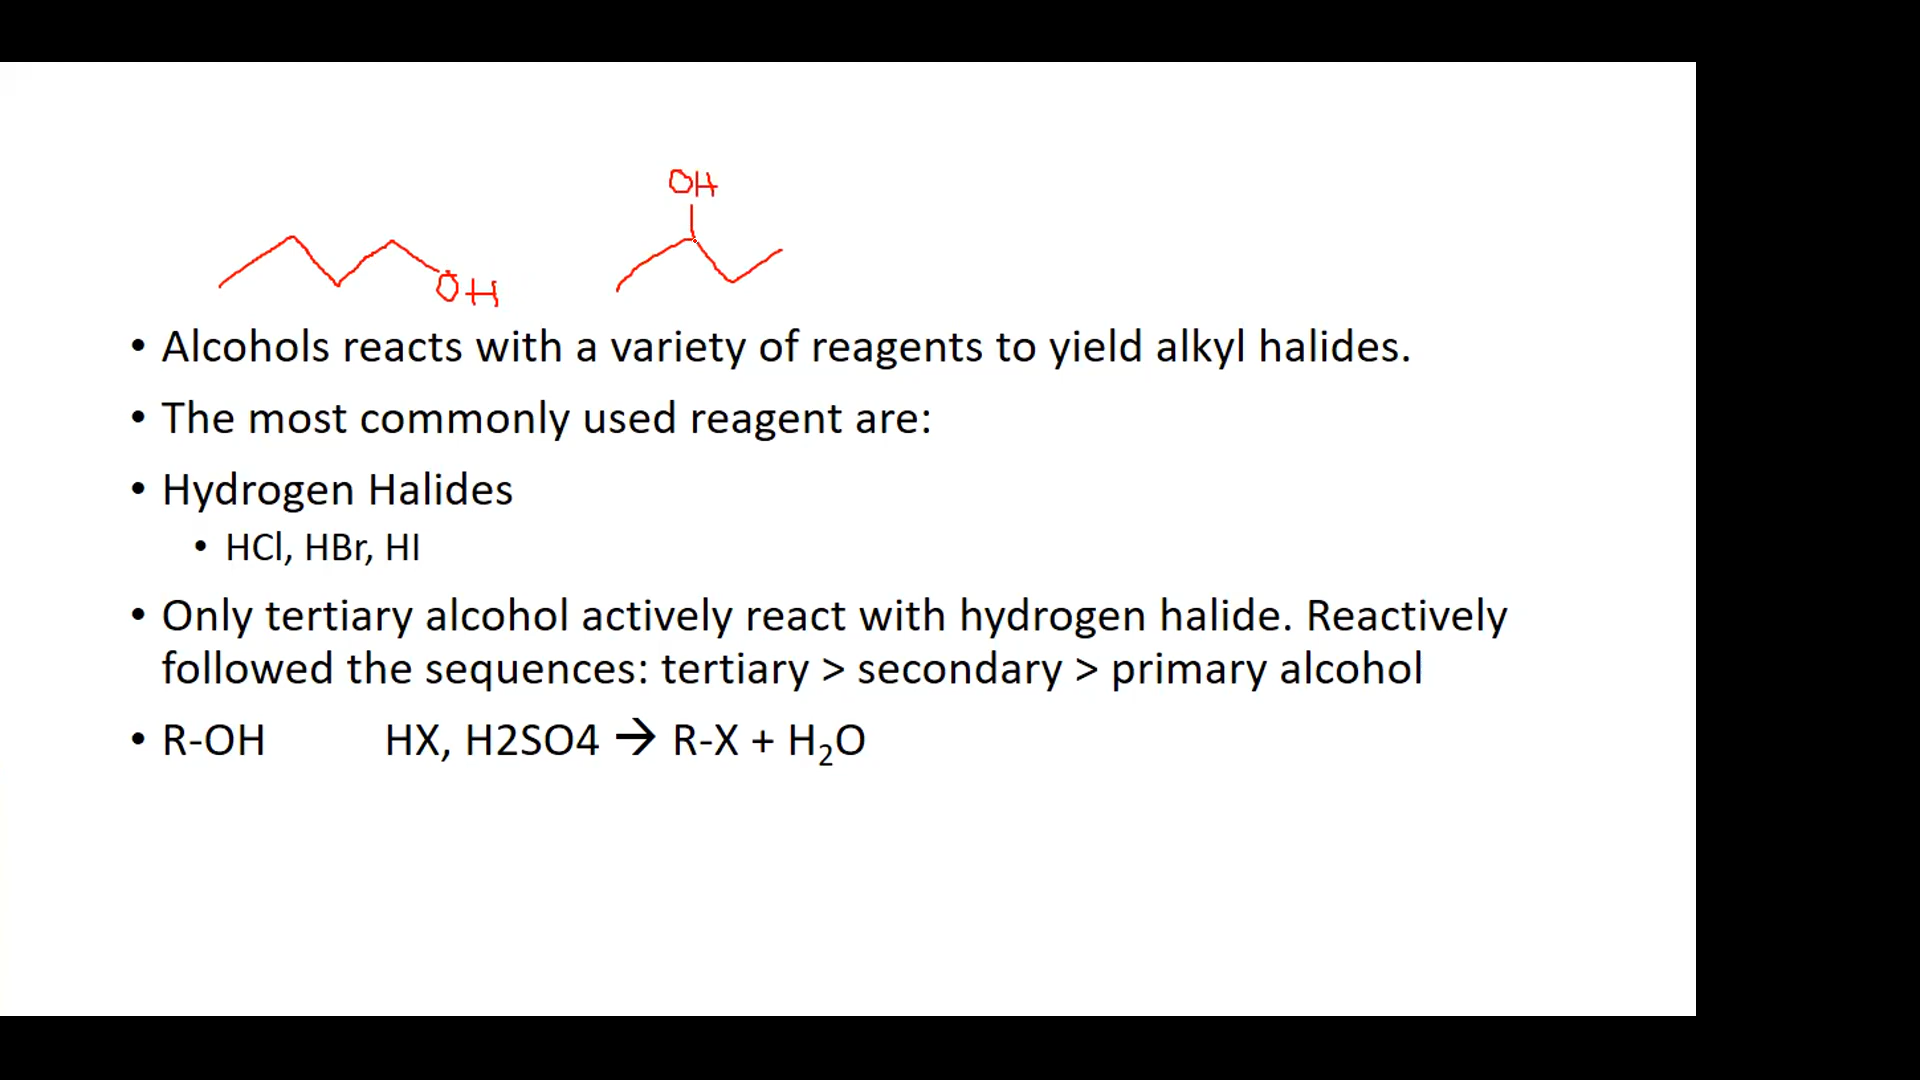 OH
OH
• Alcohols reacts with a variety of reagents to yield alkyl halides.
• The most commonly used reagent are:
• Hydrogen Halides
• HCl, HBr, HI
• Only tertiary alcohol actively react with hydrogen halide. Reactively
followed the sequences: tertiary > secondary > primary alcohol
• R-OH HX, H2SO4 → R-X + H₂O